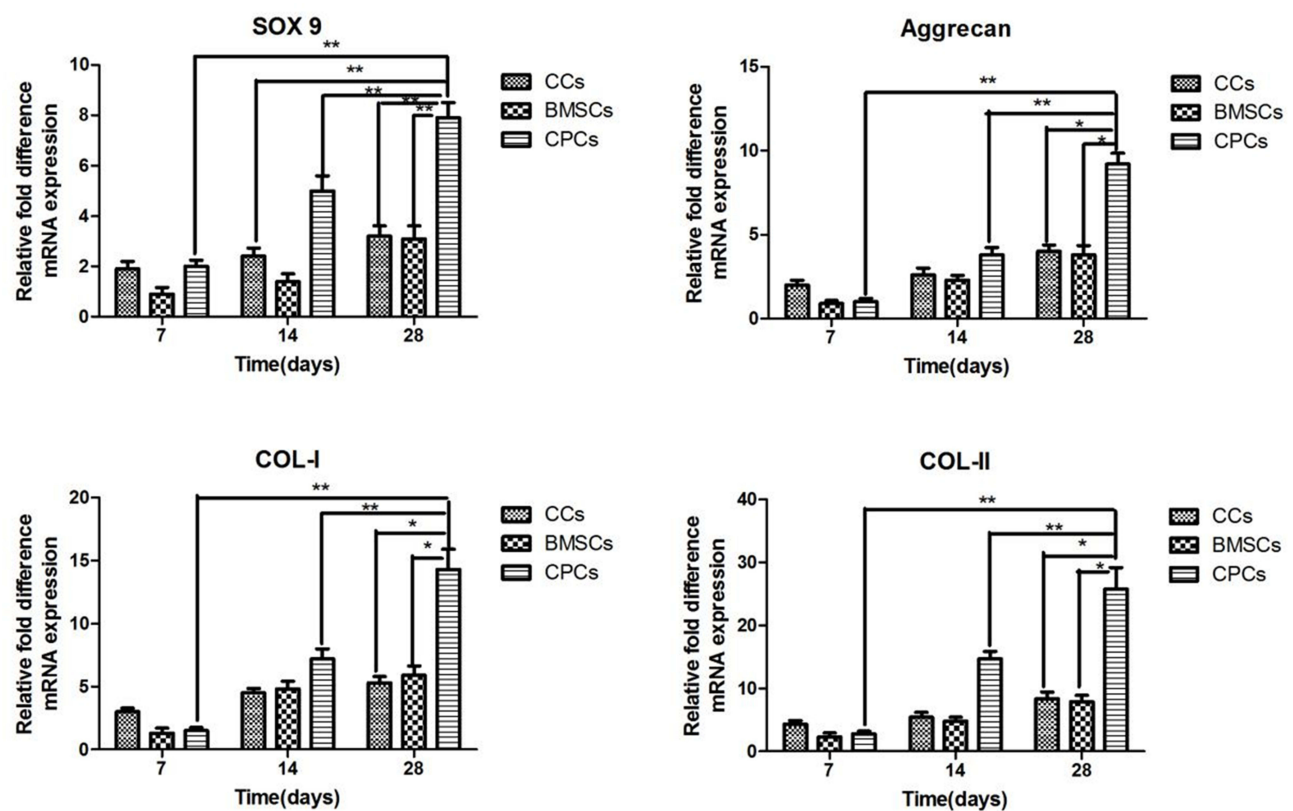 SOX 9
Relative fold difference
mRNA expression
10
8
6
4
2
0
**
**
**
**
**
7
14
28
Time(days)
CCs
BMSCs
CPCs
Aggrecan
Relative fold difference
mRNA expression
15
10
5
0
**
**
*
*
7
14
28
Time(days)
CCs
BMSCs
CPCs
COL-I
Relative fold difference
mRNA expression
20
15
10
5
0
**
**
*
*
7
14
28
Time(days)
CCs
BMSCs
CPCs
COL-II
Relative fold difference
mRNA expression
40
30
20
10
0
**
**
*
*
7
14
28
Time(days)
CCs
BMSCs
CPCs